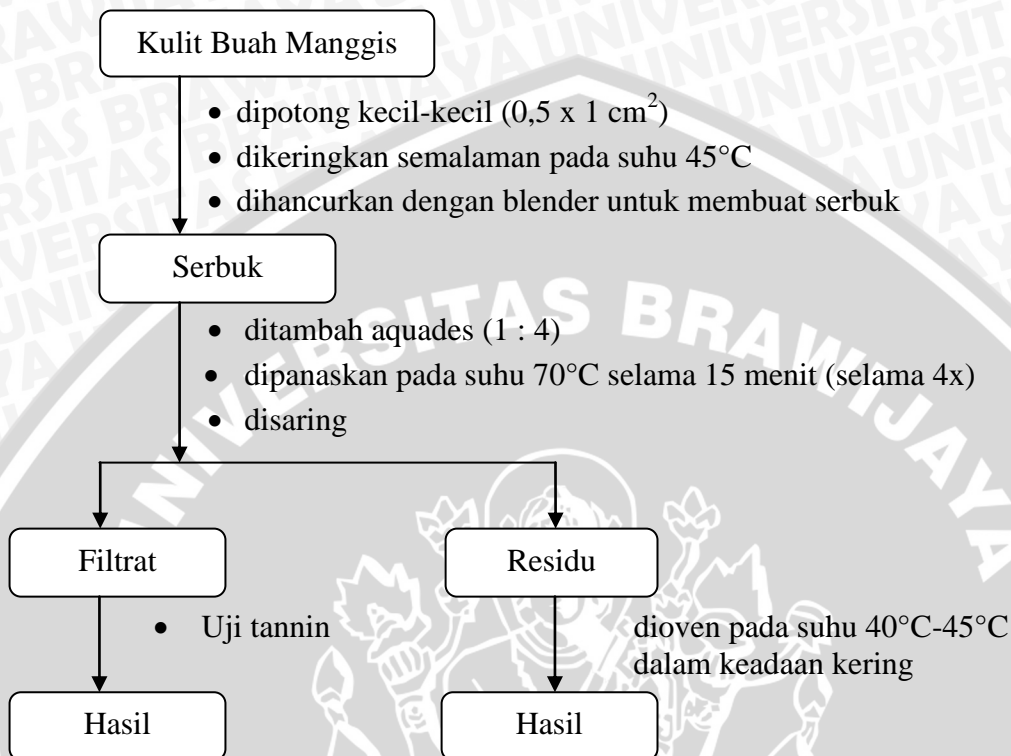 Kulit Buah Manggis
• dipotong kecil-kecil (0,5 x 1 cm²)
• dikeringkan semalaman pada suhu 45°C
• dihancurkan dengan blender untuk membuat serbuk
Serbuk
• ditambah aquades (1 : 4)
• dipanaskan pada suhu 70°C selama 15 menit (selama 4x)
• disaring
UNIVERSITAS BRAWIJAYA
Filtrat
Residu
• Uji tannin
dioven pada suhu 40°C-45°C
dalam keadaan kering
Hasil
Hasil